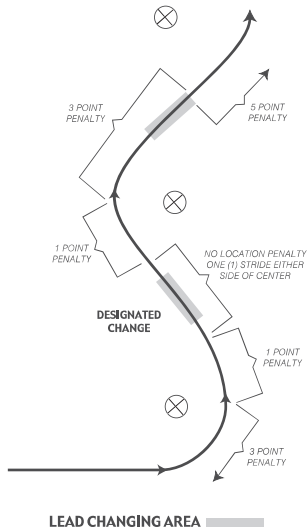 3 POINT
PENALTY
5 POINT
PENALTY
1 POINT
PENALTY
NO LOCATION PENALTY
ONE (1) STRIDE EITHER
SIDE OF CENTER
DESIGNATED
CHANGE
1 POINT
PENALTY
3 POINT
PENALTY
LEAD CHANGING AREA